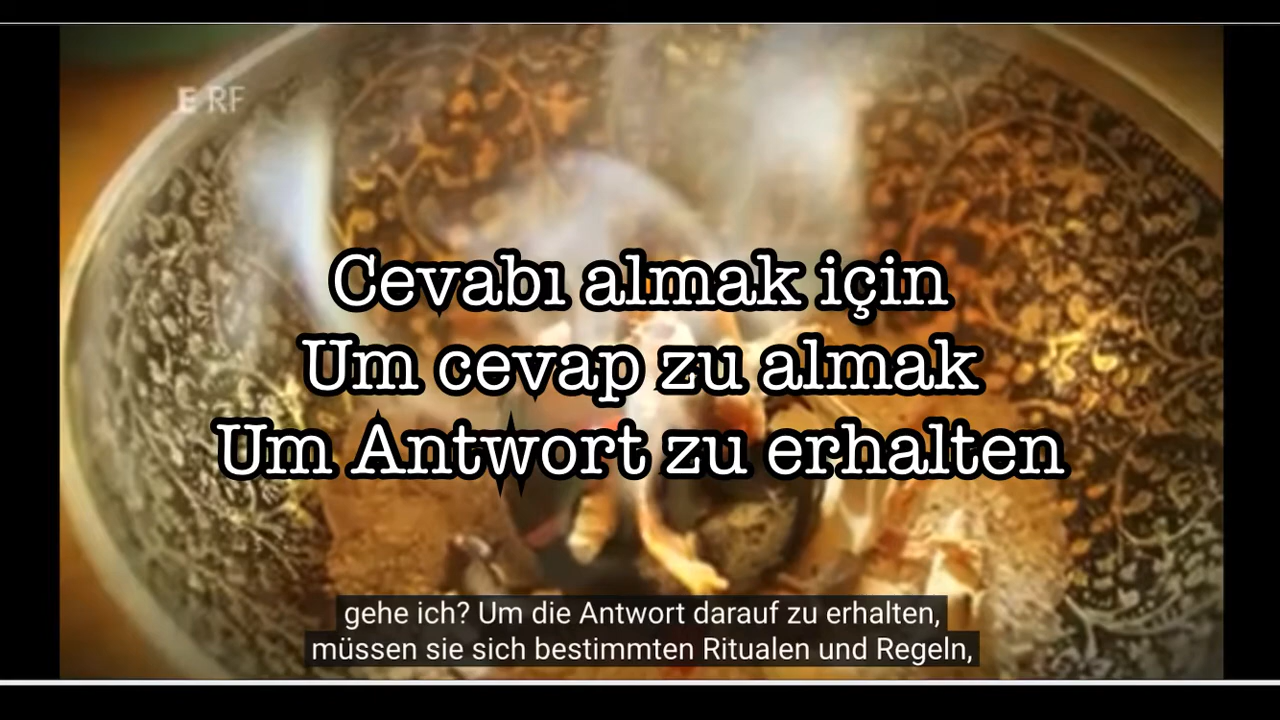 E RF
Cevabı almak için
Um cevap zu almak
Um Antwort zu erhalten
gehe ich? Um die Antwort darauf zu erhalten,
müssen sie sich bestimmten Ritualen und Regeln,